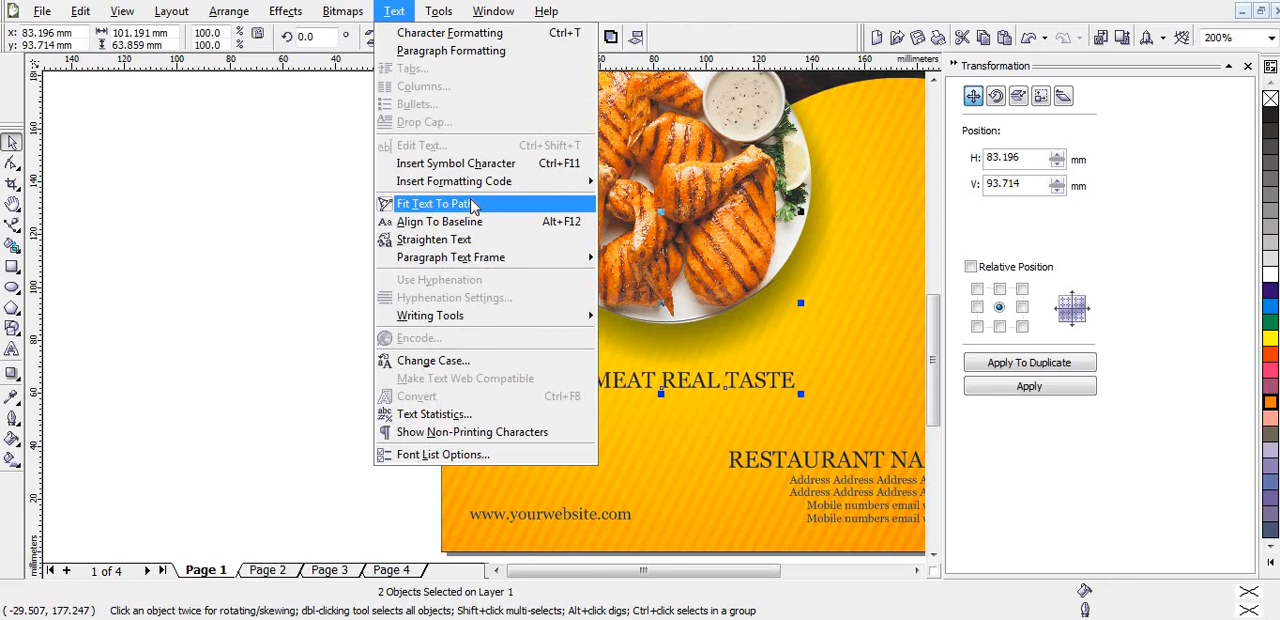 File Edit View Layout Arrange Effects Bitmaps Text Tools Window Help
x: 83.196 mm 101.191 mm 100.0 % 0.0 °
y: 93.714 mm 63.859 mm 100.0 % 200%
Character Formatting Ctrl+T
Paragraph Formatting
Tabs...
Columns...
Bullets...
Drop Cap...
Edit Text... Ctrl+Shift+T
Insert Symbol Character Ctrl+F11
Insert Formatting Code
Fit Text To Path
Align To Baseline Alt+F12
Straighten Text
Paragraph Text Frame
Use Hyphenation
Hyphenation Settings...
Writing Tools
Encode...
Change Case...
Make Text Web Compatible
Convert Ctrl+F8
Text Statistics...
Show Non-Printing Characters
Font List Options...
140 120 100 80 60 40 60 80 100 120 140 160 millimeters
MEAT REAL TASTE
RESTAURANT NA
Address Address Address A
Address Address Address A
Mobile numbers email w
Mobile numbers email w
www.yourwebsite.com
Transformation
Position:
H: 83.196 mm
V: 93.714 mm
Relative Position
Apply To Duplicate
Apply
1 of 4 Page 1 Page 2 Page 3 Page 4
2 Objects Selected on Layer 1
(-29.507, 177.247) Click an object twice for rotating/skewing; dbl-clicking tool selects all objects; Shift+click multi-selects; Alt+click digs; Ctrl+click selects in a group